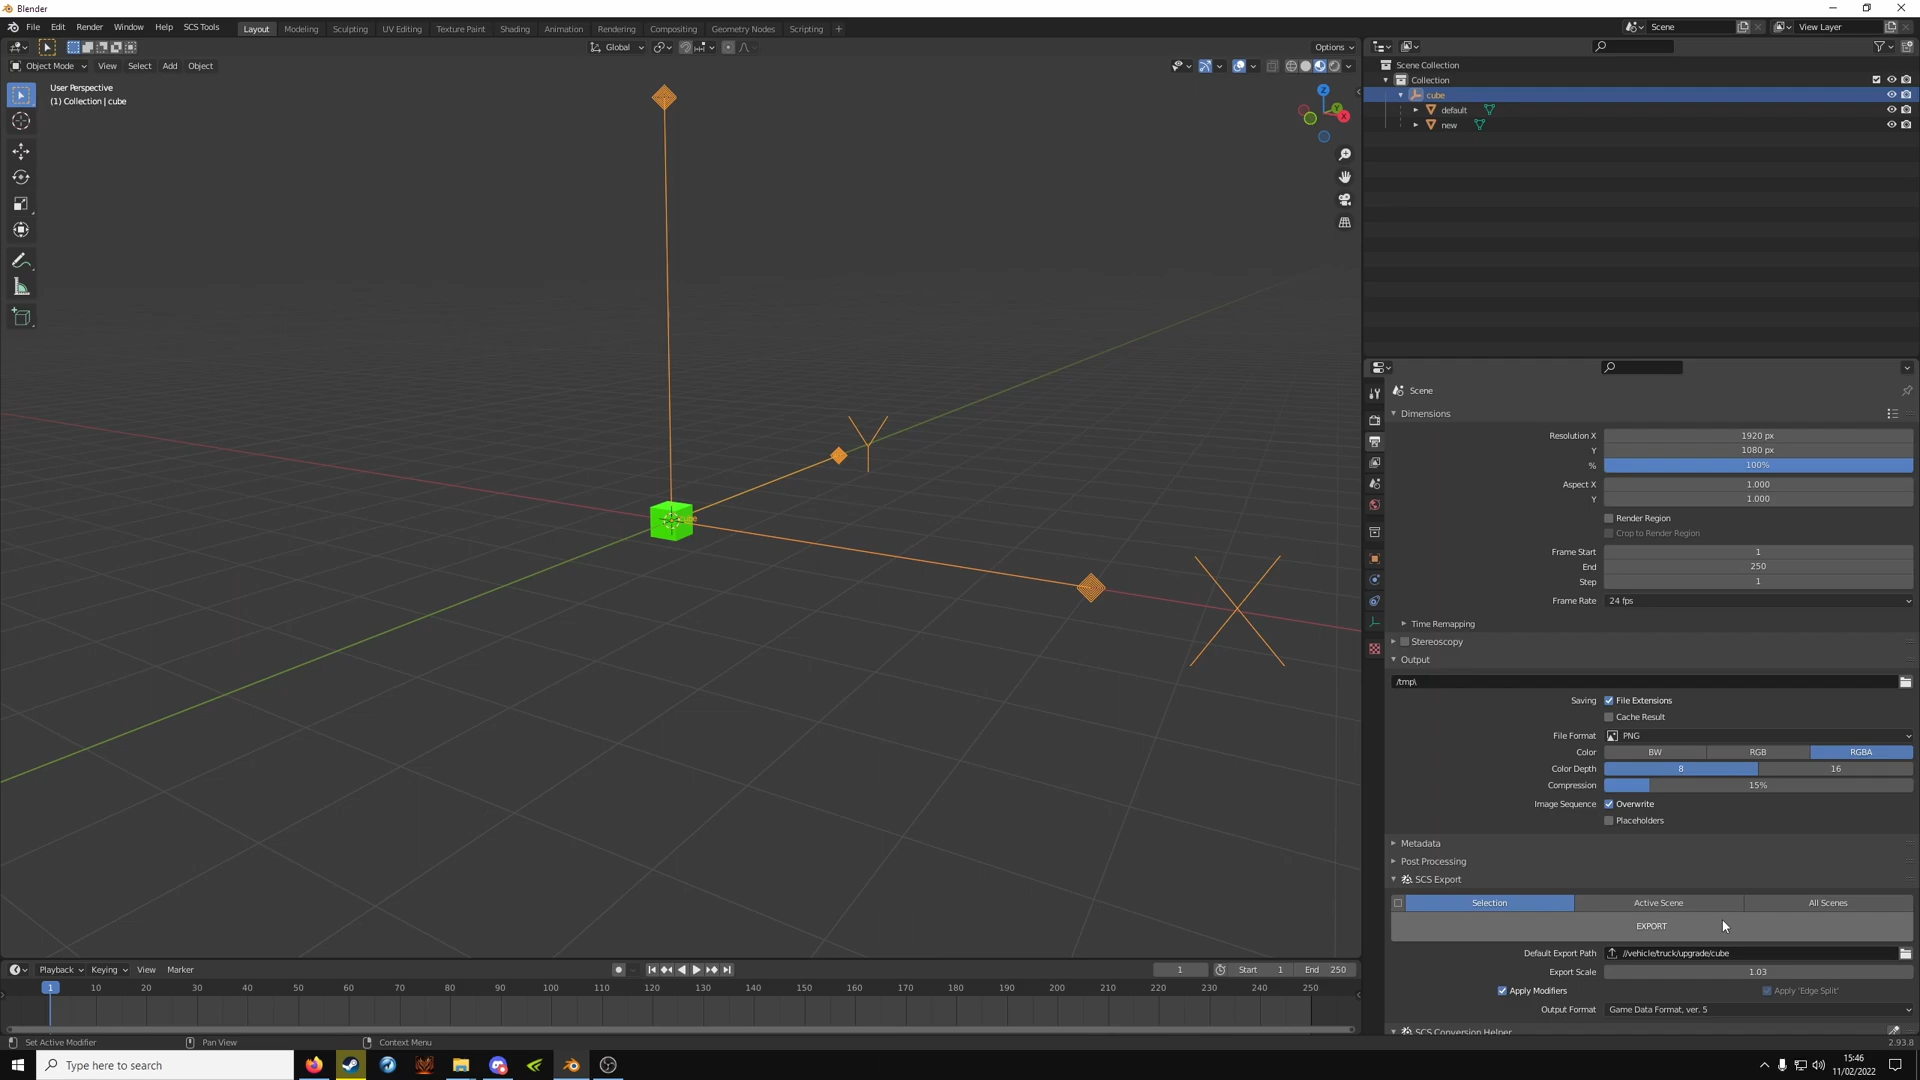 Blender
File Edit Render Window Help SCS Tools
Layout Modeling Sculpting UV Editing Texture Paint Shading Animation Rendering Compositing Geometry Nodes Scripting +
Scene View Layer
Global Options
Object Mode View Select Add Object
User Perspective
(1) Collection | cube
Z
Y
X
cube
Scene Collection
Collection
cube
default
new
Scene
Dimensions
Resolution X 1920 px
Y 1080 px
% 100%
Aspect X 1.000
Y 1.000
Render Region
Crop to Render Region
Frame Start 1
End 250
Step 1
Frame Rate 24 fps
Time Remapping
Stereoscopy
Output
/tmp\
Saving File Extensions
Cache Result
File Format PNG
Color BW RGB RGBA
Color Depth 8 16
Compression 15%
Image Sequence Overwrite
Placeholders
Metadata
Post Processing
SCS Export
Selection Active Scene All Scenes
EXPORT
Default Export Path //vehicle/truck/upgrade/cube
Export Scale 1.03
Apply Modifiers Apply 'Edge Split'
Output Format Game Data Format, ver. 5
SCS Conversion Helper
Playback Keying View Marker 1 Start 1 End 250
1 10 20 30 40 50 60 70 80 90 100 110 120 130 140 150 160 170 180 190 200 210 220 230 240 250
Set Active Modifier Pan View Context Menu 2.93.8
Type here to search
15:46
11/02/2022